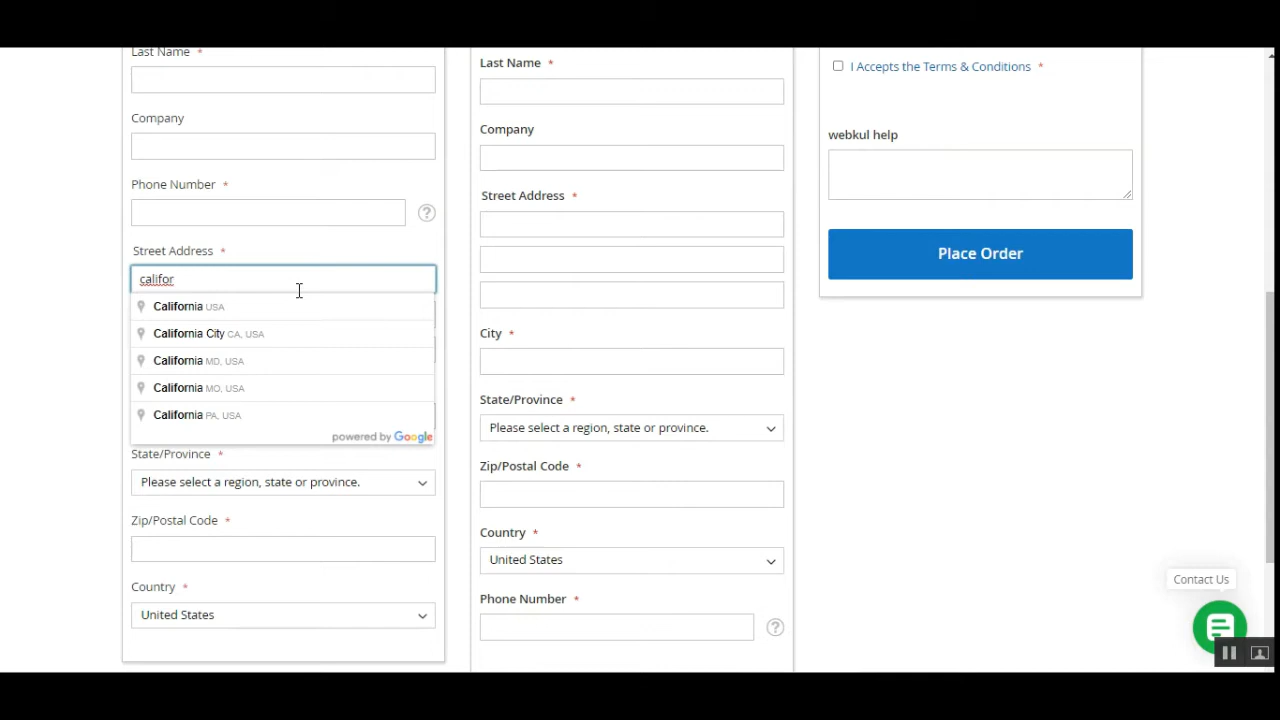 Last Name *
Company
Phone Number *
?
Street Address *
califor
California USA
California City CA, USA
California MD, USA
California MO, USA
California PA, USA
powered by Google
State/Province *
Please select a region, state or province.
Zip/Postal Code *
Country *
United States
Last Name *
Company
Street Address *
City *
State/Province *
Please select a region, state or province.
Zip/Postal Code *
Country *
United States
Phone Number *
?
I Accepts the Terms & Conditions *
webkul help
Place Order
Contact Us